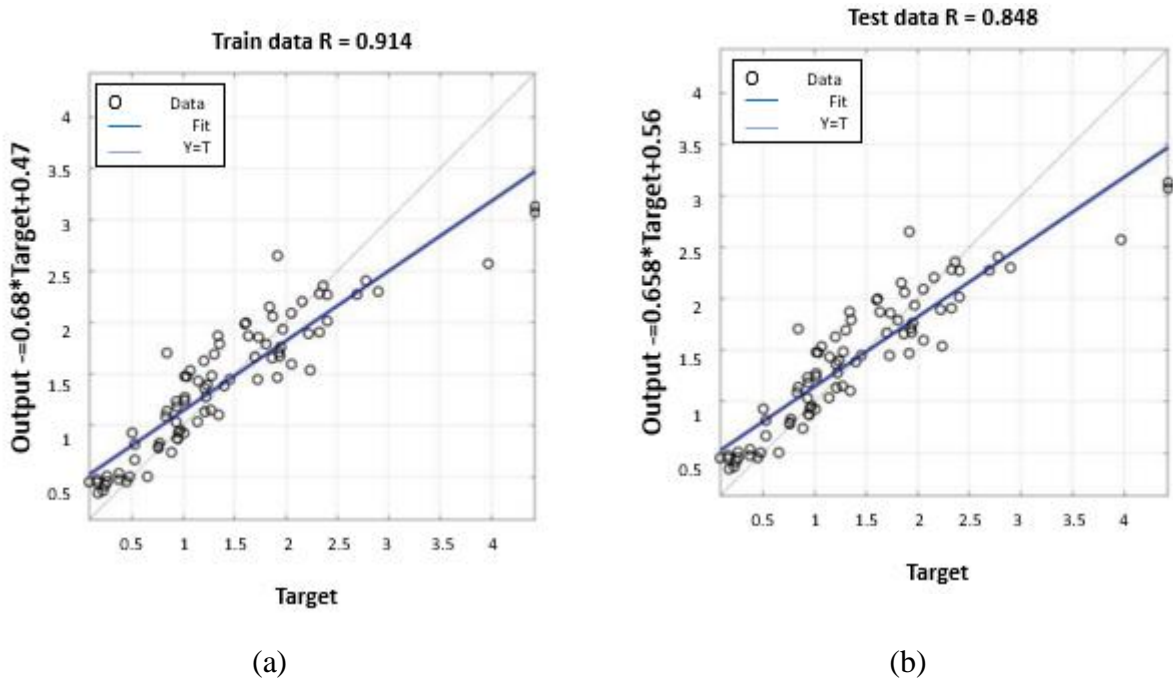 Train data R = 0.914
Output -=0.68*Target+0.47
Data
Fit
Y=T
4
3.5
3
2.5
2
1.5
1
0.5
0.5 1 1.5 2 2.5 3 3.5 4
Target
(a)
Test data R = 0.848
Output -=0.658*Target+0.56
Data
Fit
Y=T
4
3.5
3
2.5
2
1.5
1
0.5
0.5 1 1.5 2 2.5 3 3.5 4
Target
(b)